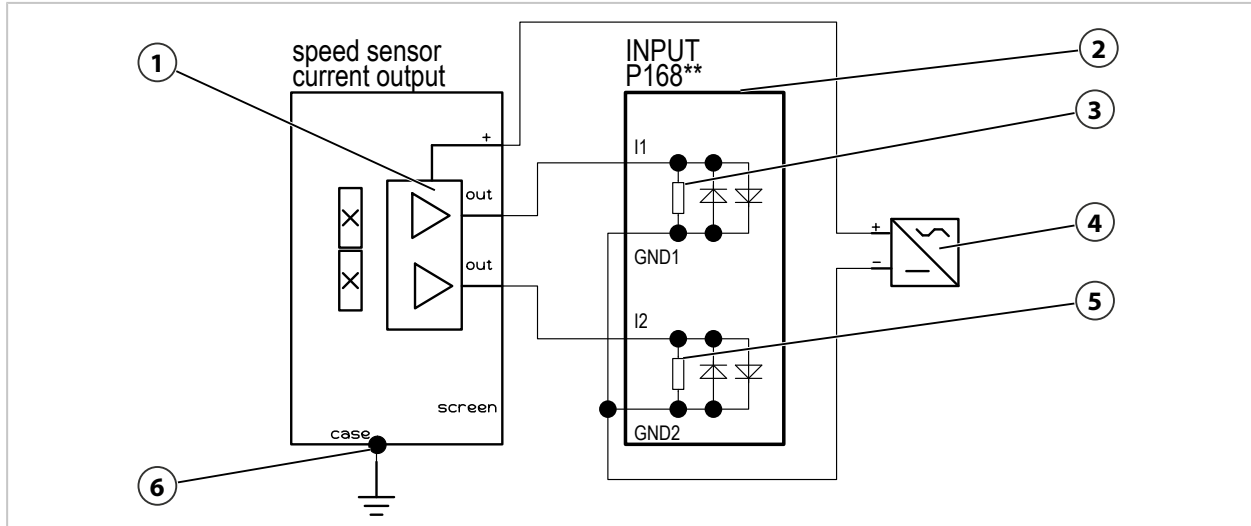 speed sensor
current output
INPUT
P168**
1
2
3
4
5
6
+
out
out
screen
case
I1
GND1
I2
GND2
+
−